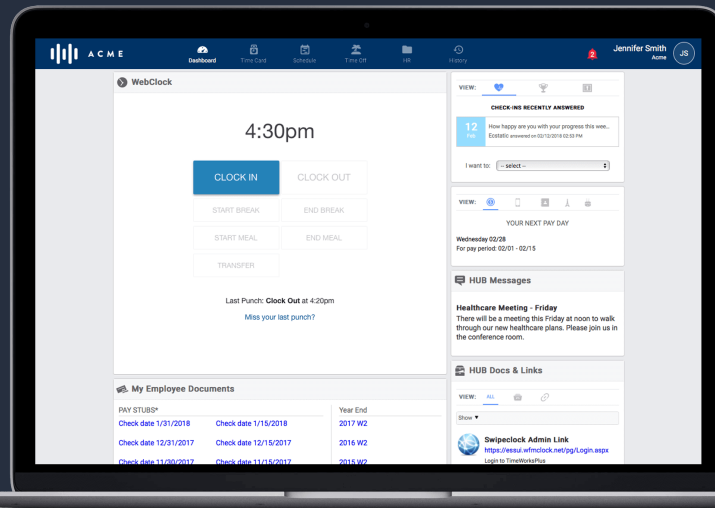 ACME
Dashboard
Time Card
Schedule
Time Off
HR
History
2
Jennifer Smith
Acme
JS
WebClock
4:30pm
CLOCK IN
CLOCK OUT
START BREAK
END BREAK
START MEAL
END MEAL
TRANSFER
Last Punch: Clock Out at 4:20pm
Miss your last punch?
My Employee Documents
PAY STUBS*
Year End
Check date 1/31/2018 Check date 1/15/2018 2017 W2
Check date 12/31/2017 Check date 12/15/2017 2016 W2
Check date 11/30/2017 Check date 11/15/2017 2015 W2
VIEW:
CHECK-INS RECENTLY ANSWERED
12
Feb
How happy are you with your progress this wee...
Ecstatic answered on 02/12/2018 02:53 PM
I want to: -- select --
VIEW:
YOUR NEXT PAY DAY
Wednesday 02/28
For pay period: 02/01 - 02/15
HUB Messages
Healthcare Meeting - Friday
There will be a meeting this Friday at noon to walk
through our new healthcare plans. Please join us in
the conference room.
HUB Docs & Links
VIEW: ALL
Show ▼
Swipeclock Admin Link
https://essui.wfmclock.net/pg/Login.aspx
Login to TimeWorksPlus